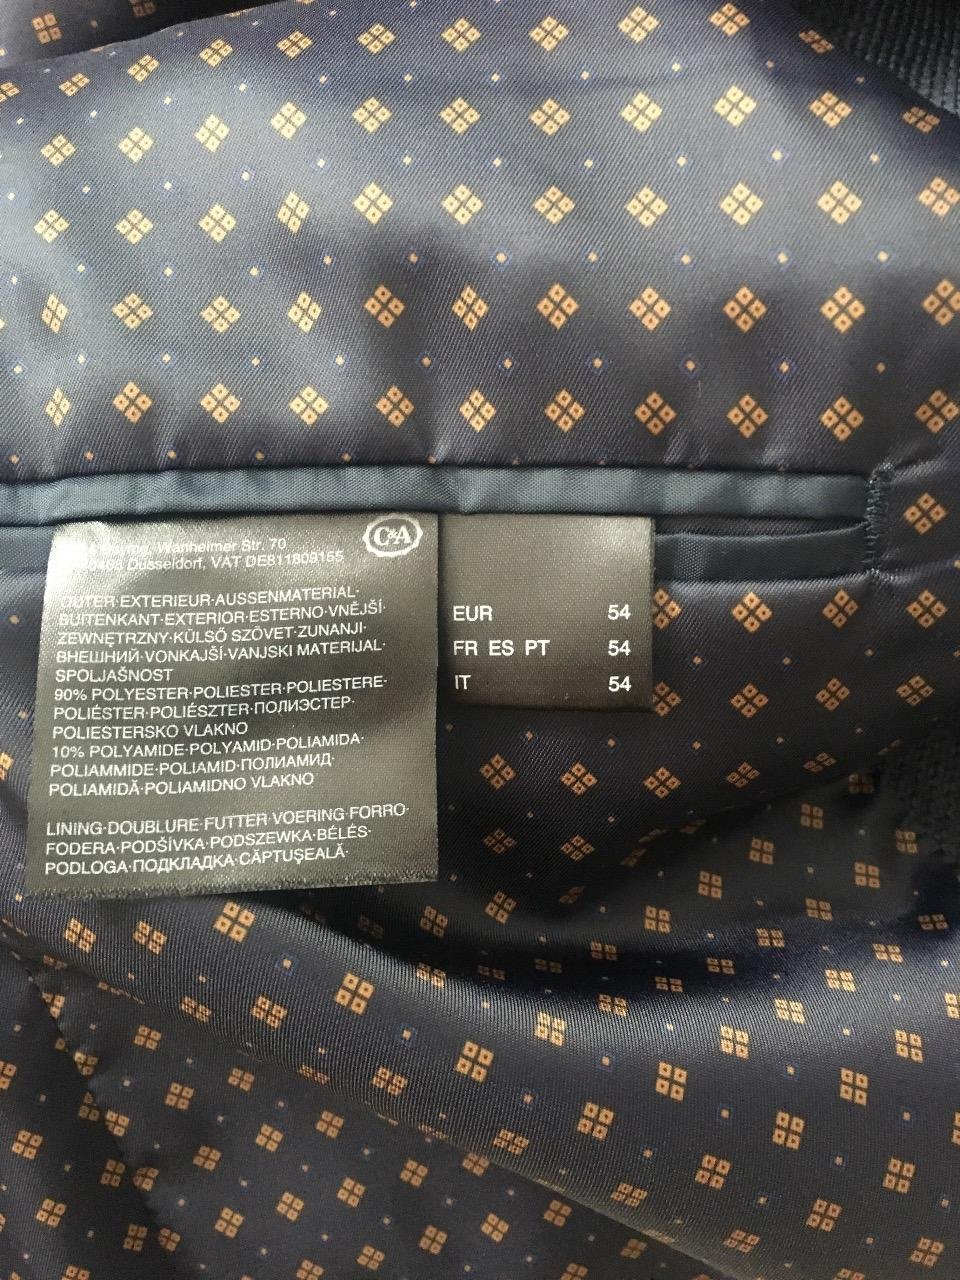 C&A
Wanheimer Str. 70
Düsseldorf, VAT DE811809155
OUTER·EXTERIEUR·AUSSENMATERIAL·
BUITENKANT·EXTERIOR·ESTERNO·VNĚJŠÍ·
ZEWNĘTRZNY·KÜLSŐ SZÖVET·ZUNANJI·
ВНЕШНИЙ·VONKAJŠÍ·VANJSKI MATERIJAL·
SPOLJAŠNOST
90% POLYESTER·POLIESTER·POLIESTERE·
POLIÉSTER·POLIÉSZTER·ПОЛИЭСТЕР·
POLIESTERSKO VLAKNO
10% POLYAMIDE·POLYAMID·POLIAMIDA·
POLIAMMIDE·POLIAMID·ПОЛИАМИД·
POLIAMIDĂ·POLIAMIDNO VLAKNO
LINING·DOUBLURE·FUTTER·VOERING·FORRO·
FODERA·PODŠÍVKA·PODSZEWKA·BÉLÉS·
PODLOGA·ПОДКЛАДКА·CĂPTUŞEALĂ·
EUR 54
FR ES PT 54
IT 54